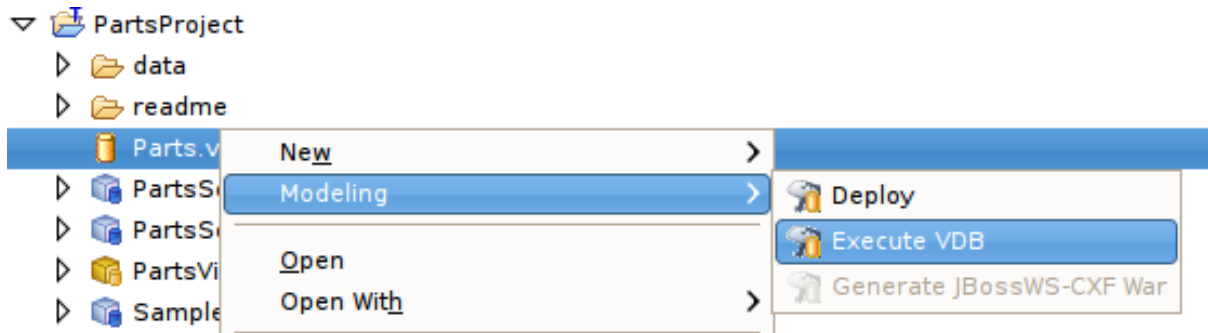 PartsProject
data
readme
Parts.v
New
PartsS
Modeling
Deploy
PartsS
Execute VDB
PartsVi
Open
Generate JBossWS-CXF War
Sample
Open With